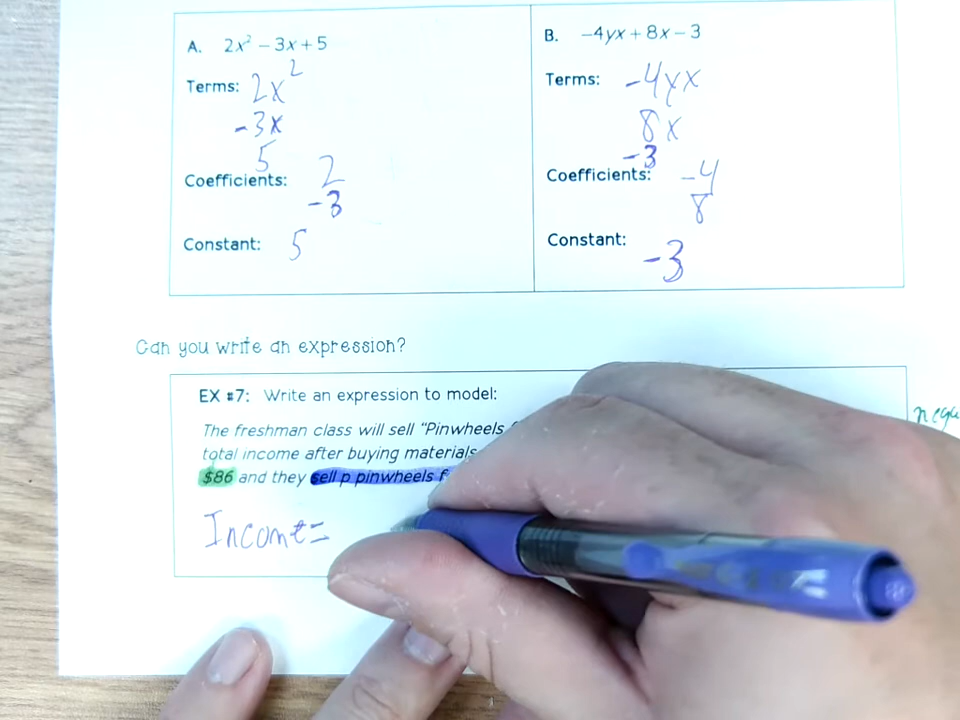 A. 2x² – 3x + 5
Terms: 2x²
-3x
5
Coefficients: 2
-3
Constant: 5
B. –4yx + 8x – 3
Terms: -4yx
8x
-3
Coefficients: -4
8
Constant: -3
Can you write an expression?
EX #7: Write an expression to model:
The freshman class will sell “Pinwheels
total income after buying materials
$86 and they sell p pinwheels
Income=